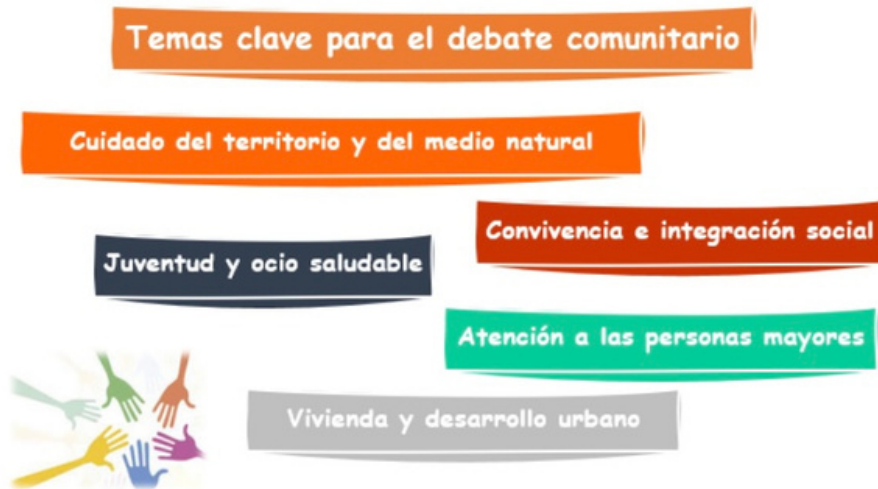 Temas clave para el debate comunitario
Cuidado del territorio y del medio natural
Convivencia e integración social
Juventud y ocio saludable
Atención a las personas mayores
Vivienda y desarrollo urbano